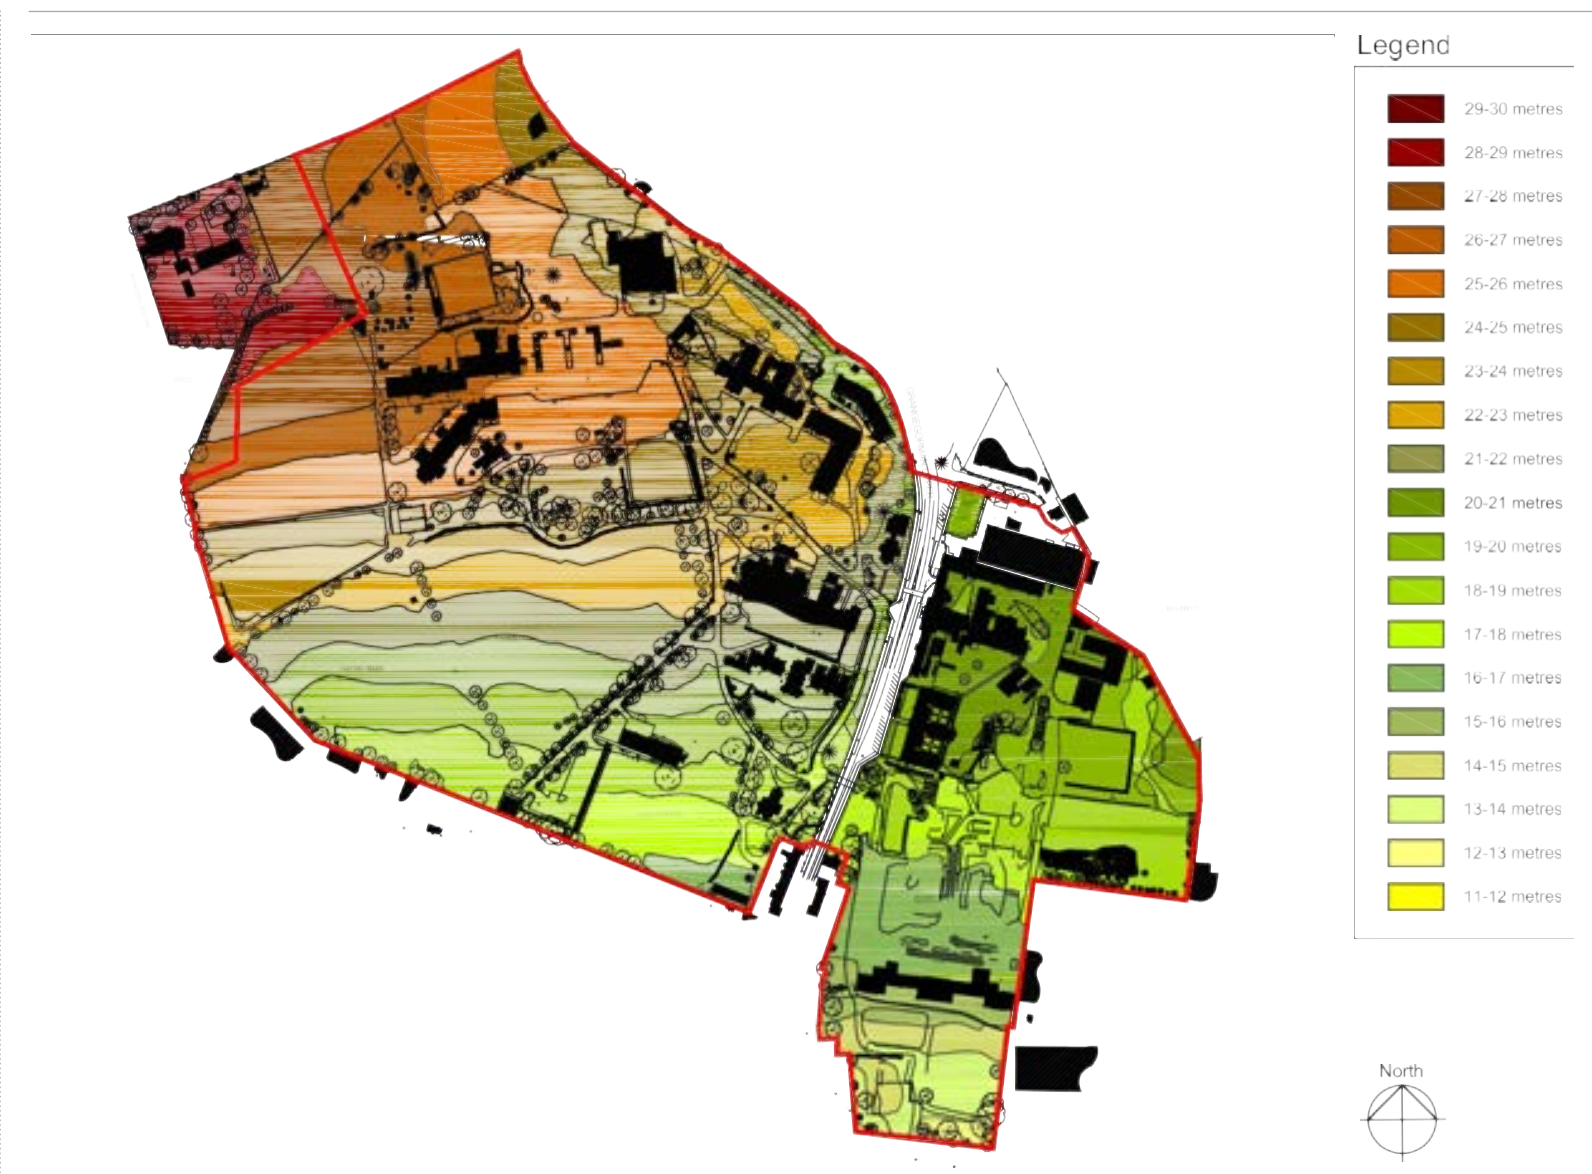 Legend
29-30 metres
28-29 metres
27-28 metres
26-27 metres
25-26 metres
24-25 metres
23-24 metres
22-23 metres
21-22 metres
20-21 metres
19-20 metres
18-19 metres
17-18 metres
16-17 metres
15-16 metres
14-15 metres
13-14 metres
12-13 metres
11-12 metres
North